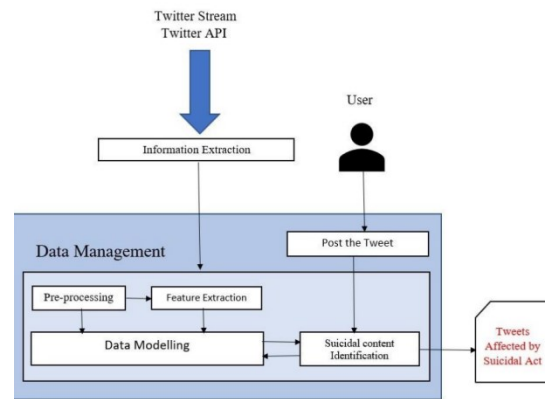 Twitter Stream
Twitter API
User
Information Extraction
Post the Tweet
Data Management
Pre-processing
Feature Extraction
Data Modelling
Suicidal content
Identification
Tweets
Affected by
Suicidal Act